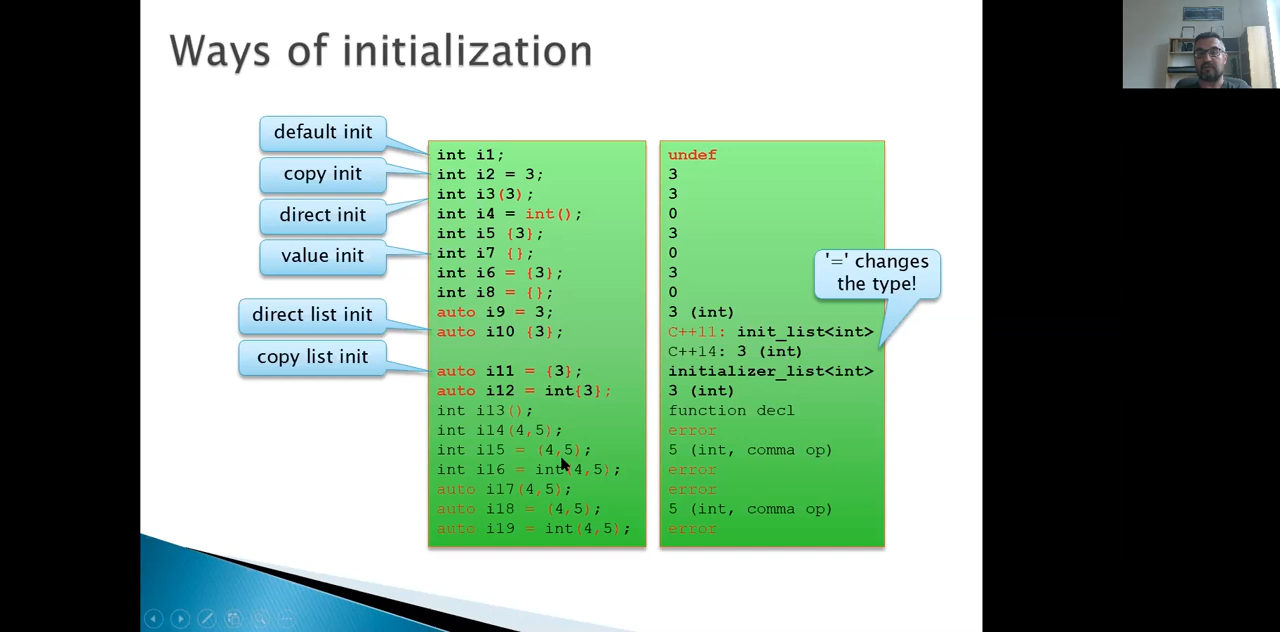 Ways of initialization
default init
copy init
direct init
value init
direct list init
copy list init
int i1;
int i2 = 3;
int i3(3);
int i4 = int();
int i5 {3};
int i7 {};
int i6 = {3};
int i8 = {};
auto i9 = 3;
auto i10 {3};
auto i11 = {3};
auto i12 = int{3};
int i13();
int i14(4,5);
int i15 = (4,5);
int i16 = int(4,5);
auto i17(4,5);
auto i18 = (4,5);
auto i19 = int(4,5);
undef
3
3
0
3
0
3
0
3 (int)
C++11: init_list<int>
C++14: 3 (int)
initializer_list<int>
3 (int)
function decl
error
5 (int, comma op)
error
error
5 (int, comma op)
error
'=' changes
the type!